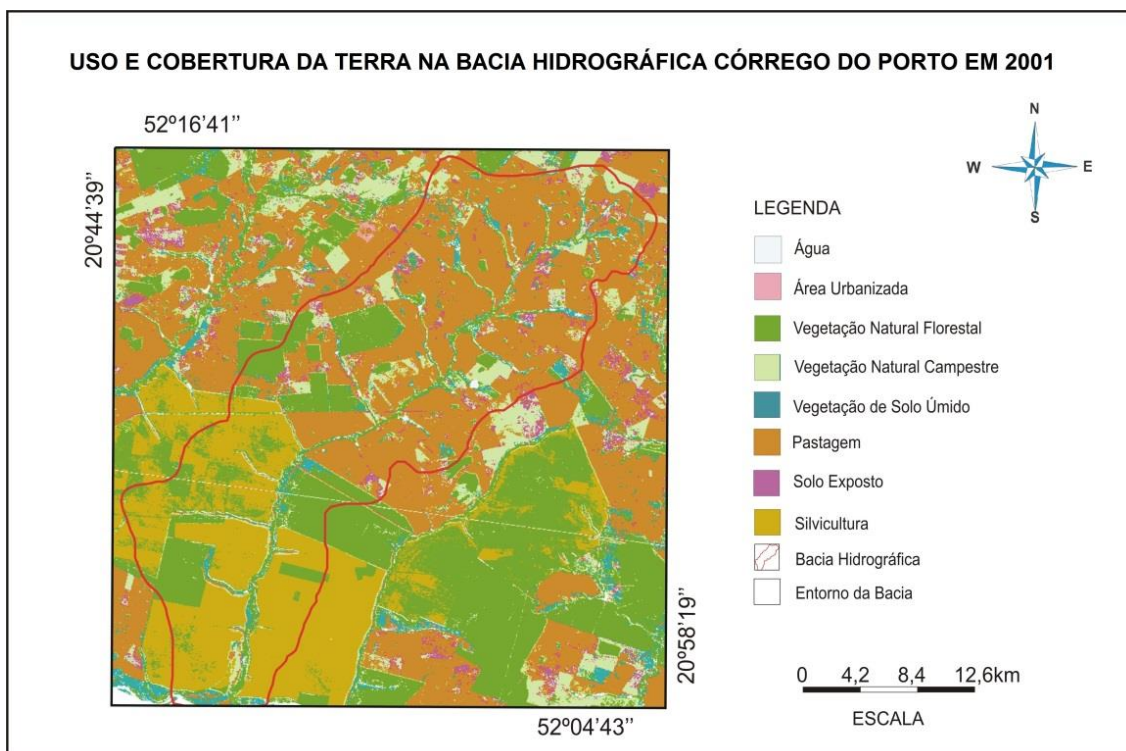 USO E COBERTURA DA TERRA NA BACIA HIDROGRÁFICA CÓRREGO DO PORTO EM 2001
52º16'41’’
20º44'39’’
N
W
E
S
LEGENDA
Água
Área Urbanizada
Vegetação Natural Florestal
Vegetação Natural Campestre
Vegetação de Solo Úmido
Pastagem
Solo Exposto
Silvicultura
Bacia Hidrográfica
Entorno da Bacia
20º58'19’’
52º04'43’’
0 4,2 8,4 12,6km
ESCALA